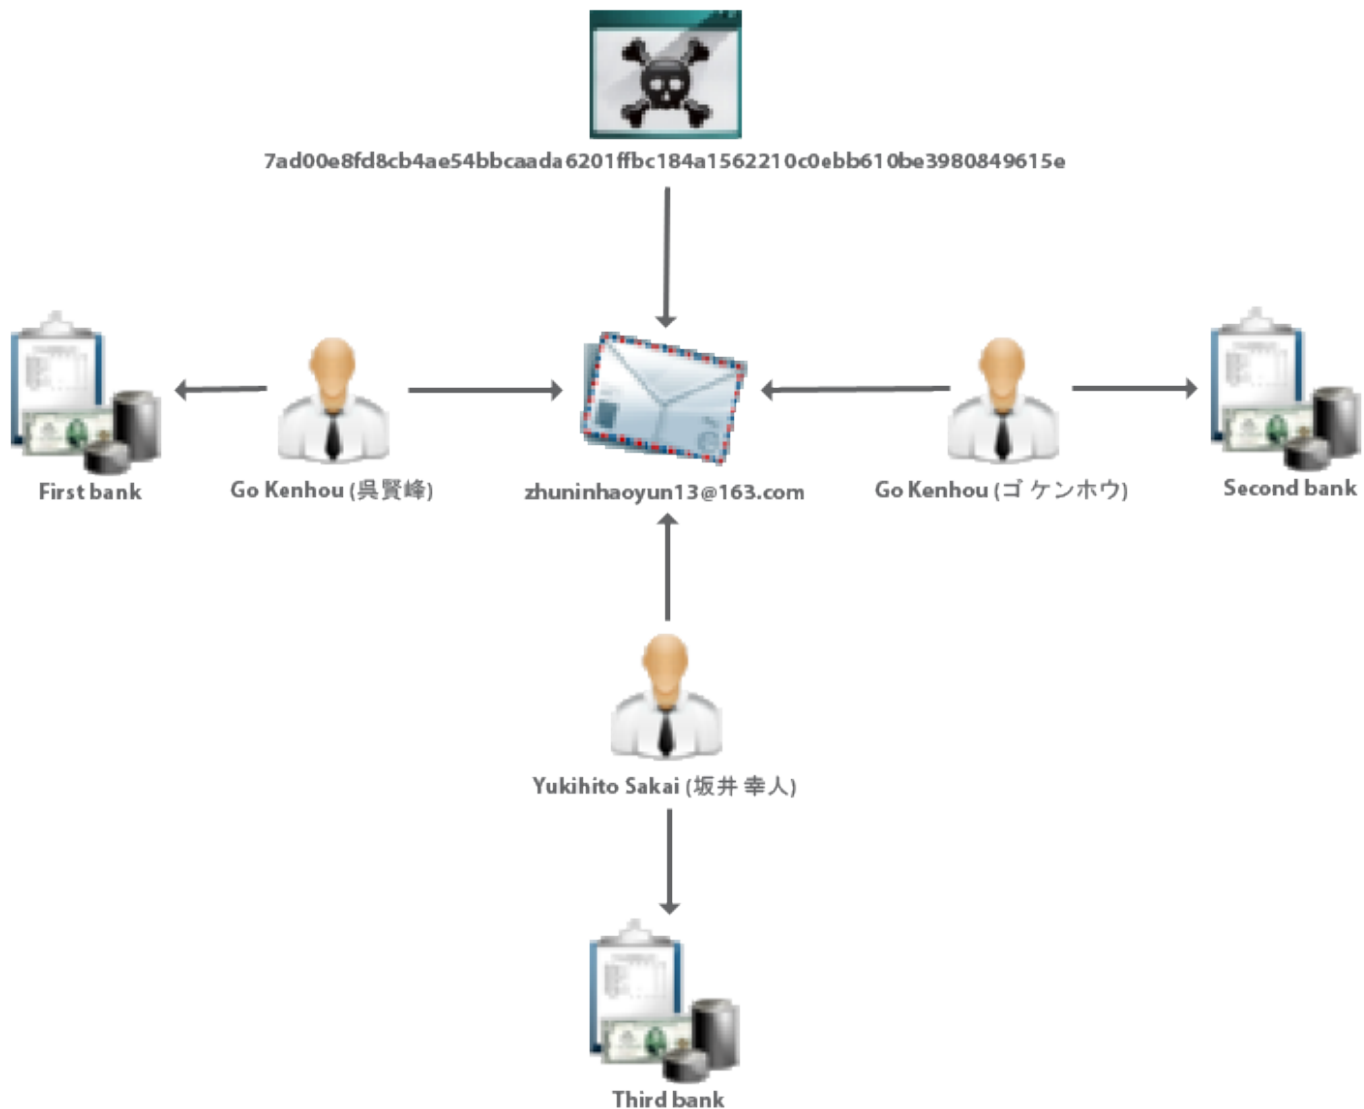 7ad00e8fd8cb4ae54bbcaada6201ffbc184a1562210c0ebb610be3980849615e
First bank
Go Kenhou (呉賢峰)
zhuninhaoyun13@163.com
Go Kenhou (ゴ ケンホウ)
Second bank
Yukihito Sakai (坂井 幸人)
Third bank